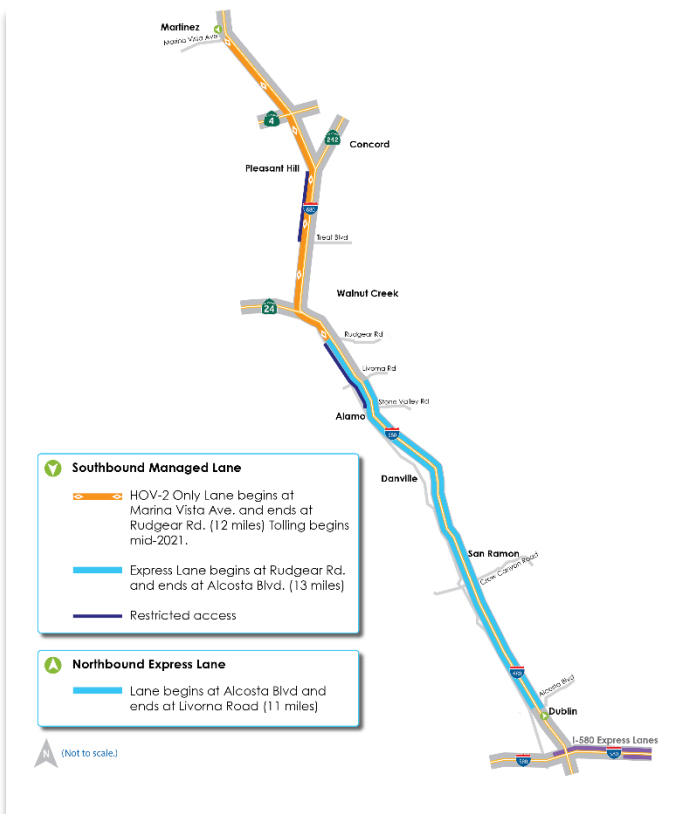 Martinez
Marina Vista Ave
4
242
Concord
Pleasant Hill
680
Treat Blvd
Walnut Creek
24
Rudgear Rd
Livorna Rd
Stone Valley Rd
Alamo
680
Danville
San Ramon
Crow Canyon Road
680
Alcosta Blvd
Dublin
I-580 Express Lanes
580
580
Southbound Managed Lane
HOV-2 Only Lane begins at
Marina Vista Ave. and ends at
Rudgear Rd. (12 miles) Tolling begins
mid-2021.
Express Lane begins at Rudgear Rd.
and ends at Alcosta Blvd. (13 miles)
Restricted access
Northbound Express Lane
Lane begins at Alcosta Blvd and
ends at Livorna Road (11 miles)
N
(Not to scale.)